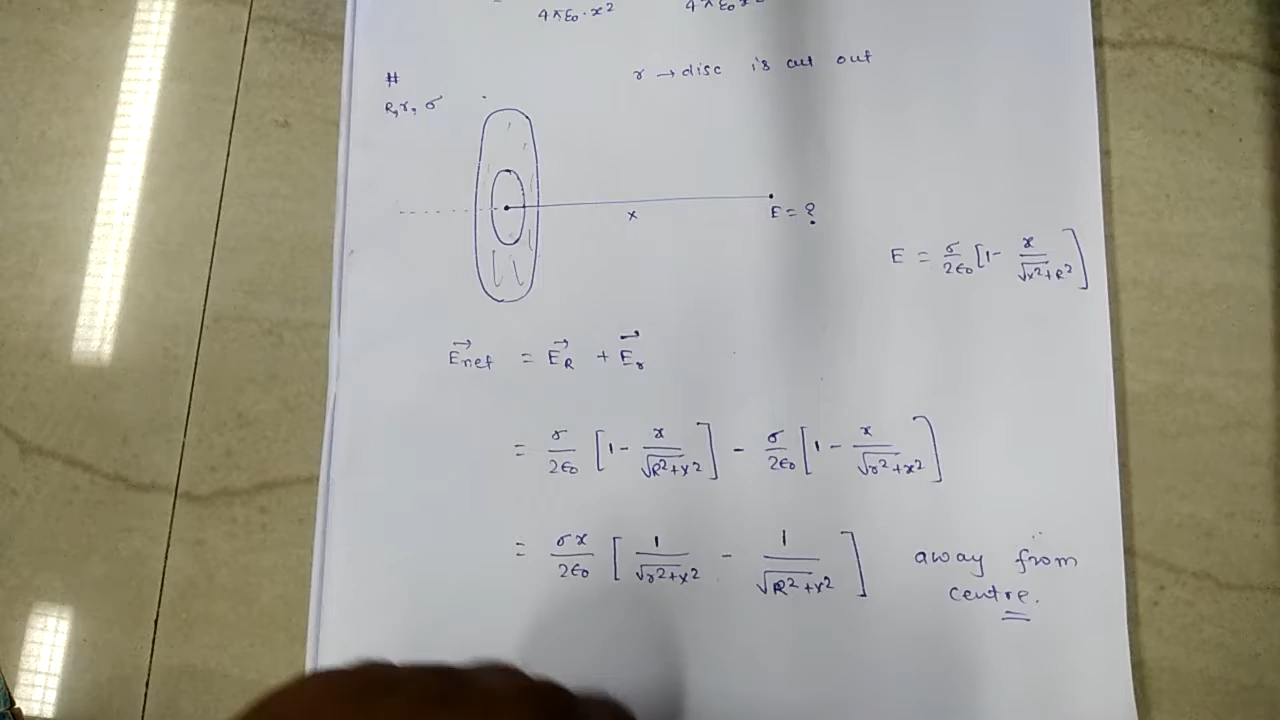 4πε₀·x² 4πε₀x²
#
r → disc is cut out
R, r, σ
x
E = ?
E = σ/2ε₀ [1 - x/√x²+R²]
E⃗net = E⃗R + E⃗r
= σ/2ε₀ [1 - x/√R²+x²] - σ/2ε₀ [1 - x/√r²+x²]
= σx/2ε₀ [1/√r²+x² - 1/√R²+x²] away from
centre.